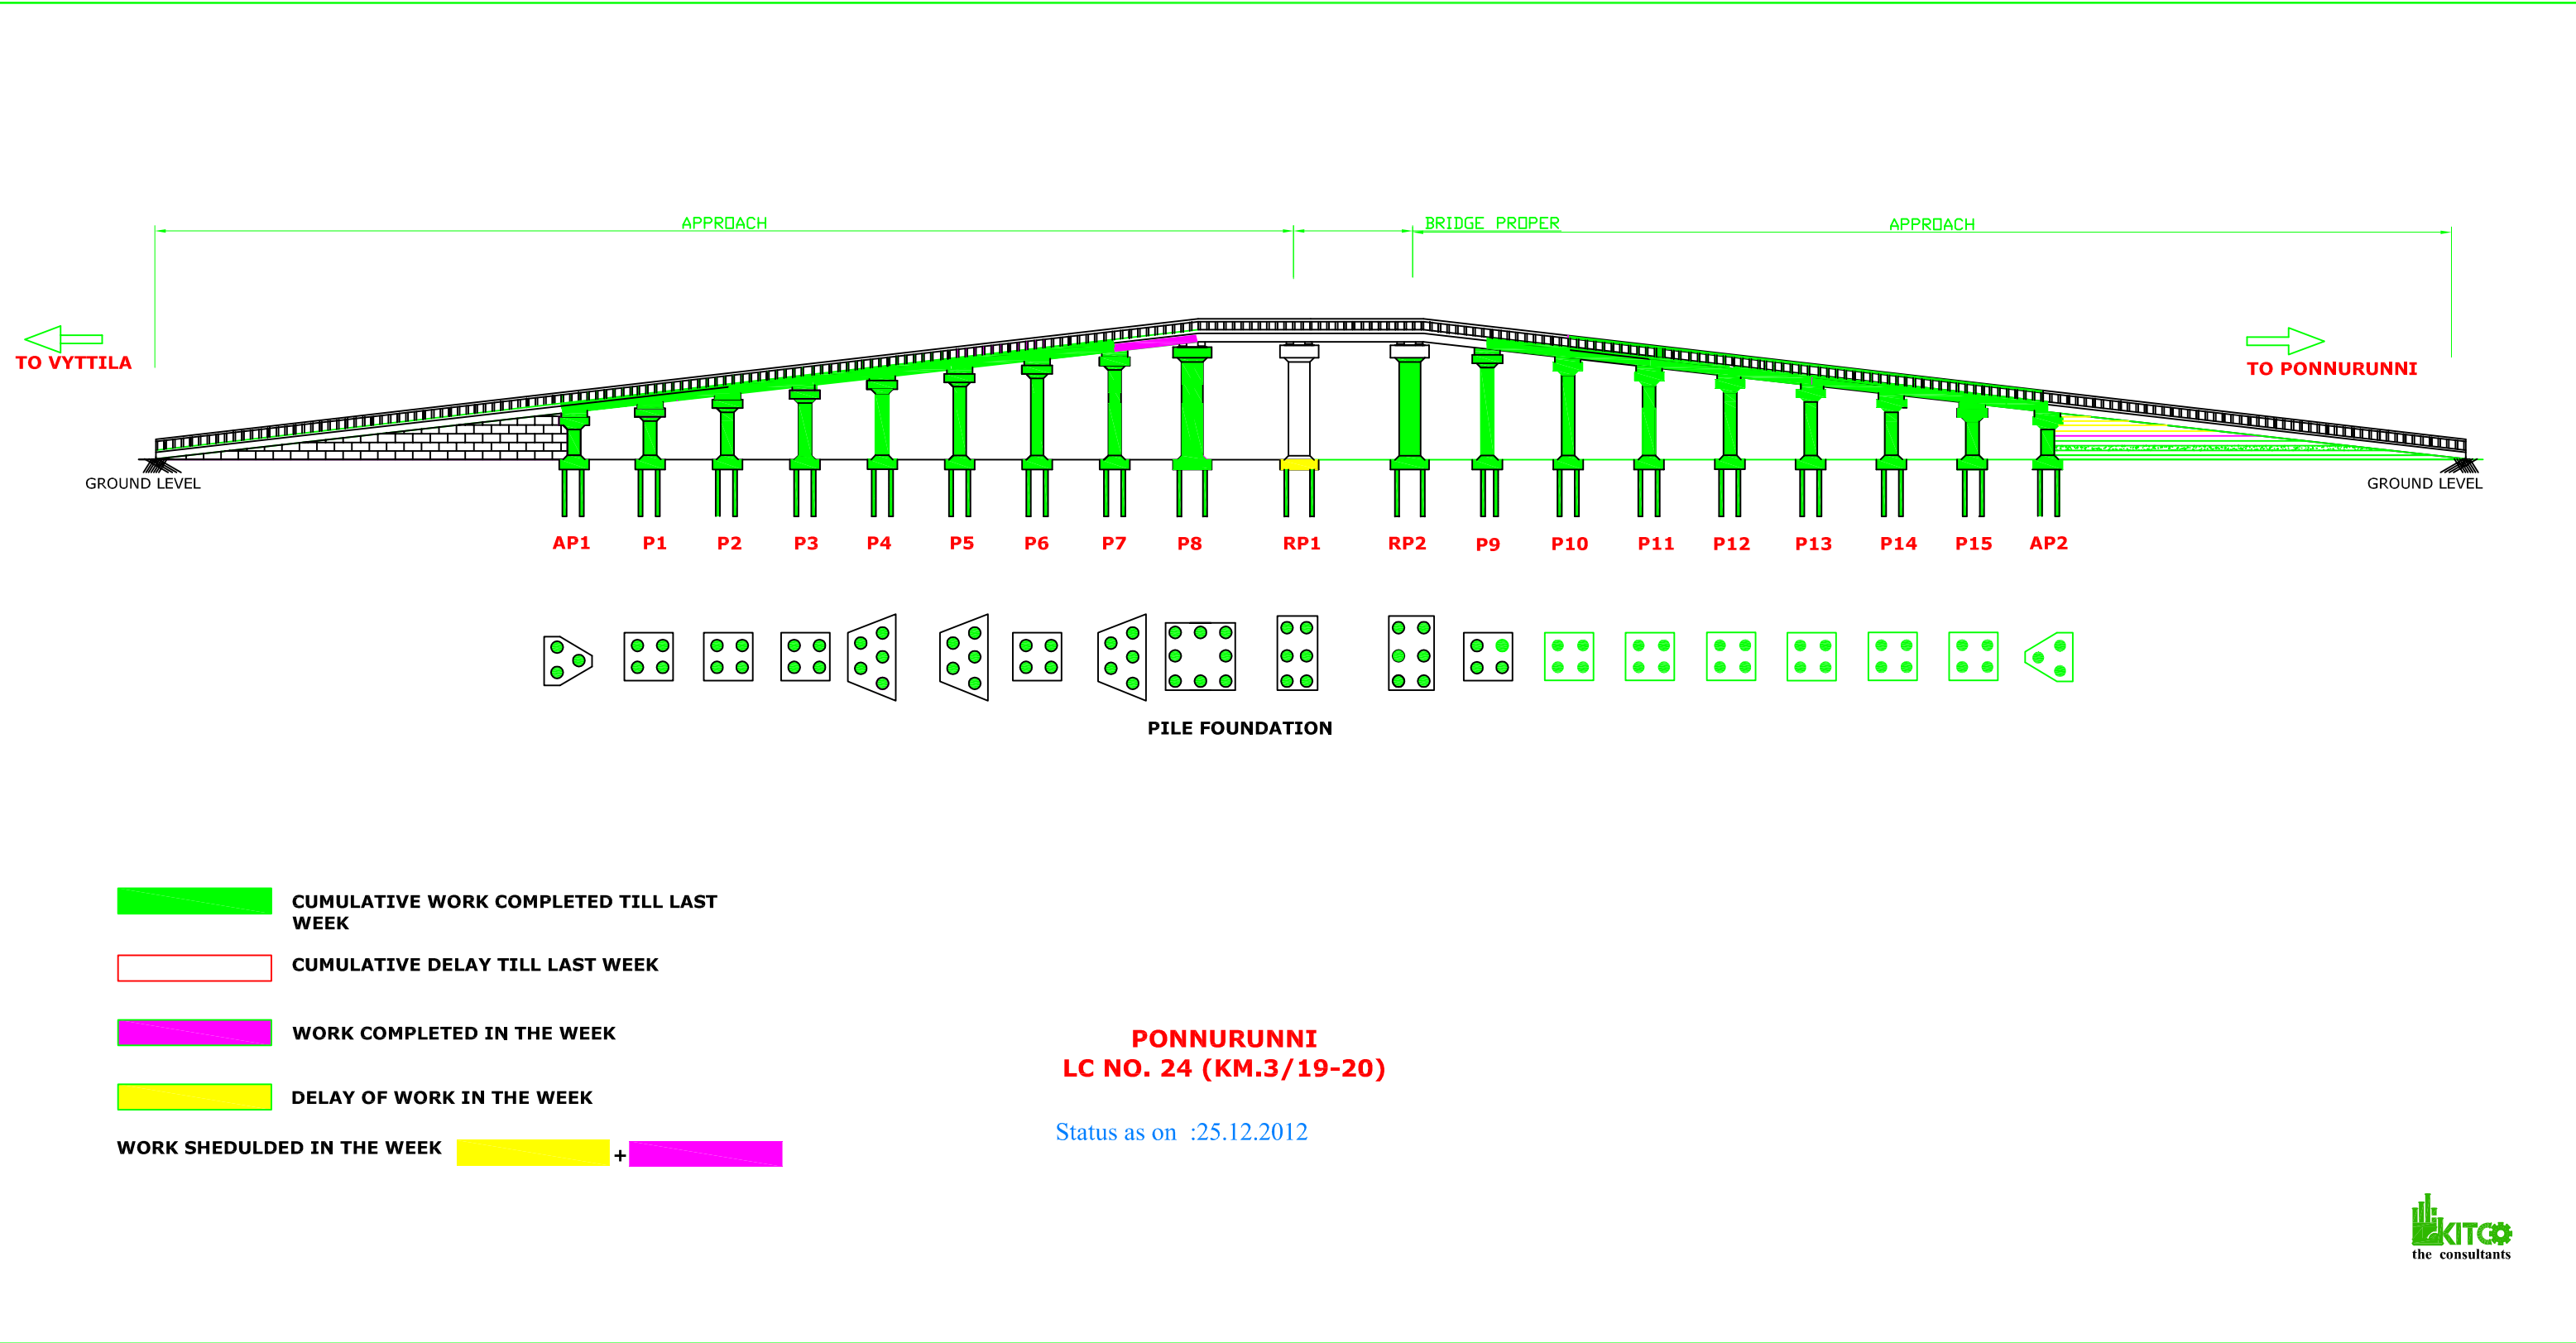 APPROACH
BRIDGE PROPER
APPROACH
TO VYTTILA
TO PONNURUNNI
GROUND LEVEL
GROUND LEVEL
AP1 P1 P2 P3 P4 P5 P6 P7 P8 RP1 RP2 P9 P10 P11 P12 P13 P14 P15 AP2
PILE FOUNDATION
CUMULATIVE WORK COMPLETED TILL LAST
WEEK
CUMULATIVE DELAY TILL LAST WEEK
WORK COMPLETED IN THE WEEK
DELAY OF WORK IN THE WEEK
WORK SHEDULDED IN THE WEEK +
PONNURUNNI
LC NO. 24 (KM.3/19-20)
Status as on :25.12.2012
KITCO
the consultants